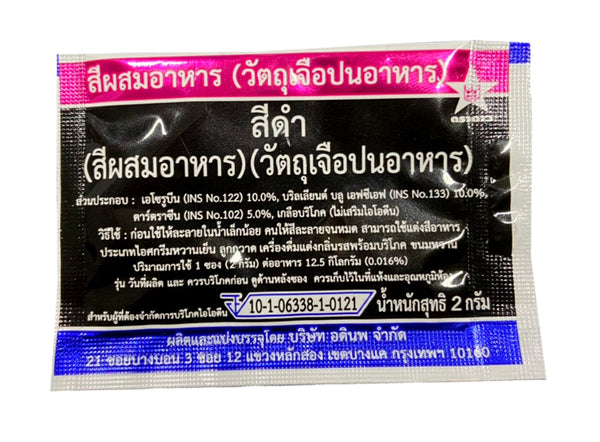 สีผสมอาหาร (วัตถุเจือปนอาหาร)
ตราดาว
สีดำ
(สีผสมอาหาร) (วัตถุเจือปนอาหาร)
ส่วนประกอบ : เอโซรูบีน (INS No.122) 10.0%, บริลเลียนต์ บลู เอฟซีเอฟ (INS No.133) 10.0%,
ตาร์ตราซีน (INS No.102) 5.0%, เกลือบริโภค (ไม่เสริมไอโอดีน)
วิธีใช้ : ก่อนใช้ให้ละลายในน้ำเล็กน้อย คนให้สีละลายจนหมด สามารถใช้แต่งสีอาหาร
ประเภทไอศกรีมหวานเย็น ลูกกวาด เครื่องดื่มแต่งกลิ่นรสพร้อมบริโภค ขนมหวาน
ปริมาณการใช้ 1 ซอง (2 กรัม) ต่ออาหาร 12.5 กิโลกรัม (0.016%)
รุ่น วันที่ผลิต และ ควรบริโภคก่อน ดูด้านหลังซอง ควรเก็บไว้ในที่แห้งและอุณหภูมิห้อง
สำหรับผู้ที่ต้องจำกัดการบริโภคไอโอดีน 10-1-06338-1-0121 น้ำหนักสุทธิ 2 กรัม
ผลิตและแบ่งบรรจุโดย บริษัท อดินพ จำกัด
21 ซอยบางบอน 3 ซอย 12 แขวงหลักสอง เขตบางแค กรุงเทพฯ 10160